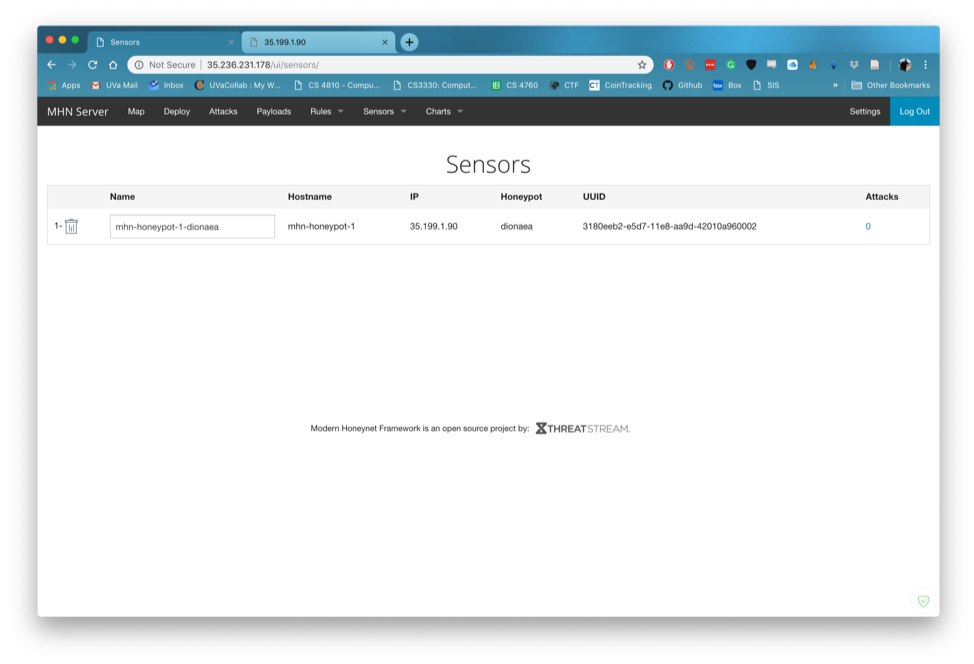 Sensors
35.199.1.90
Not Secure
35.236.231.178/ui/sensors/
Apps UVa Mail Inbox UVaCollab : My W... CS 4810 - Compu... CS3330: Comput... CS 4760 CTF CT CoinTracking Github box Box SIS » Other Bookmarks
MHN Server Map Deploy Attacks Payloads Rules Sensors Charts Settings Log Out
Sensors
Name Hostname IP Honeypot UUID Attacks
1- mhn-honeypot-1-dionaea mhn-honeypot-1 35.199.1.90 dionaea 3180eeb2-e5d7-11e8-aa9d-42010a960002 0
Modern Honeynet Framework is an open source project by: THREATSTREAM.